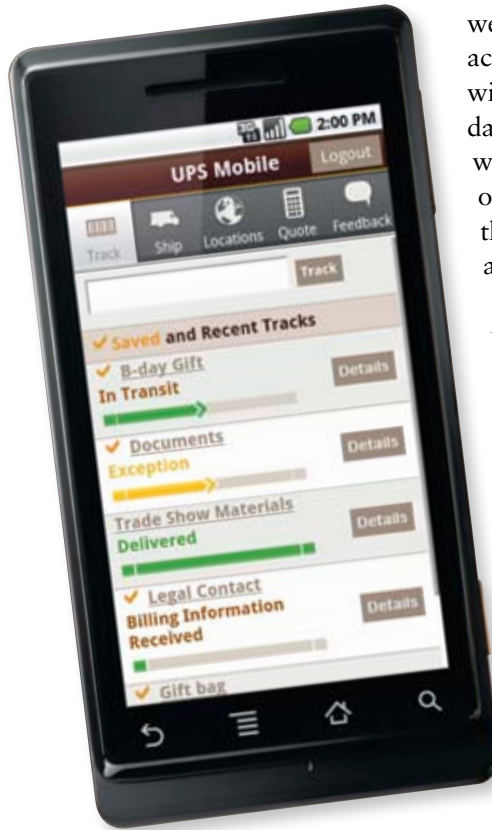 2:00 PM
UPS Mobile Logout
Track Ship Locations Quote Feedback
Track
Saved and Recent Tracks
B-day Gift
In Transit
Details
Documents
Exception
Details
Trade Show Materials
Delivered
Details
Legal Contact
Billing Information
Received
Details
Gift bag